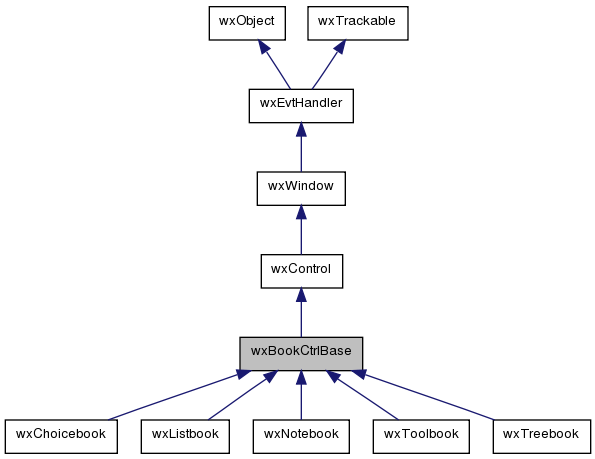 wxObject
wxTrackable
wxEvtHandler
wxWindow
wxControl
wxBookCtrlBase
wxChoicebook
wxListbook
wxNotebook
wxToolbook
wxTreebook